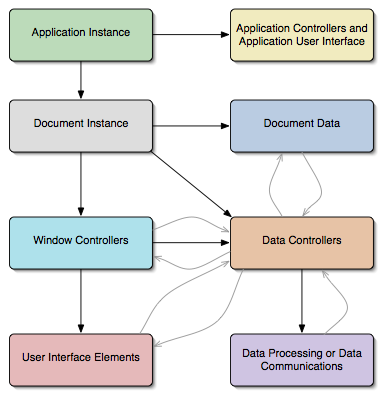 Application Instance
Application Controllers and
Application User Interface
Document Instance
Document Data
Window Controllers
Data Controllers
User Interface Elements
Data Processing or Data
Communications